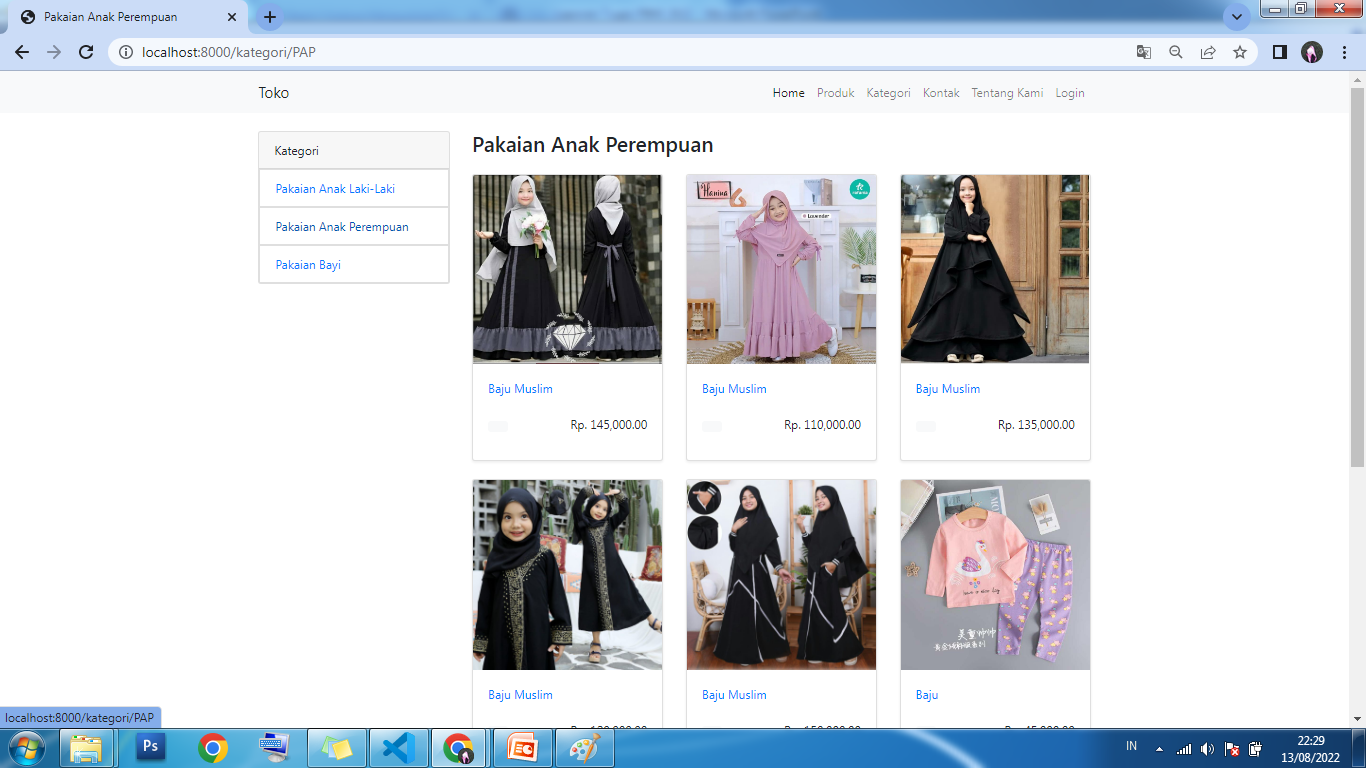 Pakaian Anak Perempuan
localhost:8000/kategori/PAP
Toko
Home Produk Kategori Kontak Tentang Kami Login
Kategori
Pakaian Anak Laki-Laki
Pakaian Anak Perempuan
Pakaian Bayi
Pakaian Anak Perempuan
Hanina
Lavender
Baju Muslim
Rp. 145,000.00
Baju Muslim
Rp. 110,000.00
Baju Muslim
Rp. 135,000.00
Baju Muslim
Baju Muslim
Baju
localhost:8000/kategori/PAP
Ps
IN
22:29
13/08/2022